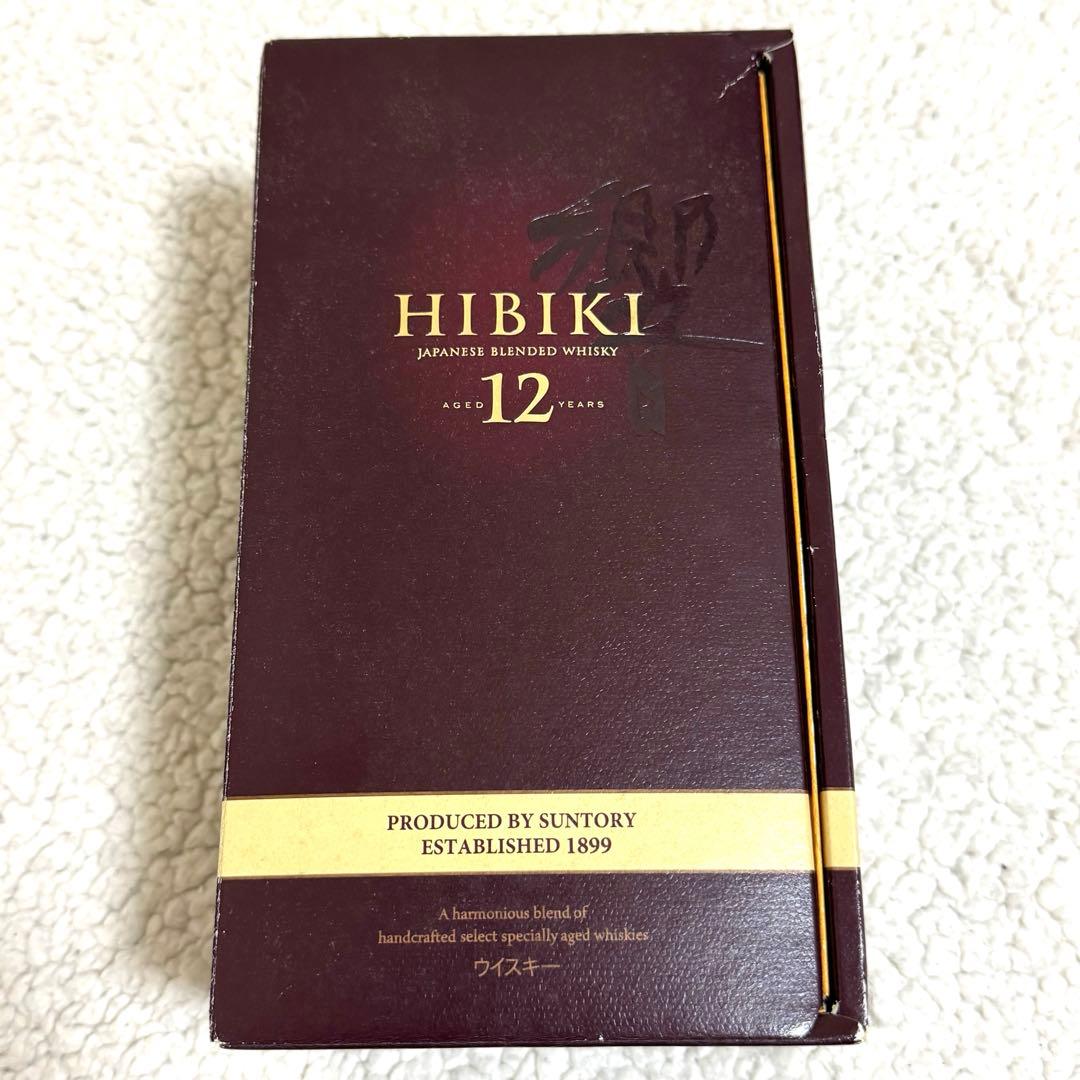 響
HIBIKI
JAPANESE BLENDED WHISKY
AGED 12 YEARS
PRODUCED BY SUNTORY
ESTABLISHED 1899
A harmonious blend of
handcrafted select specially aged whiskies
ウイスキー